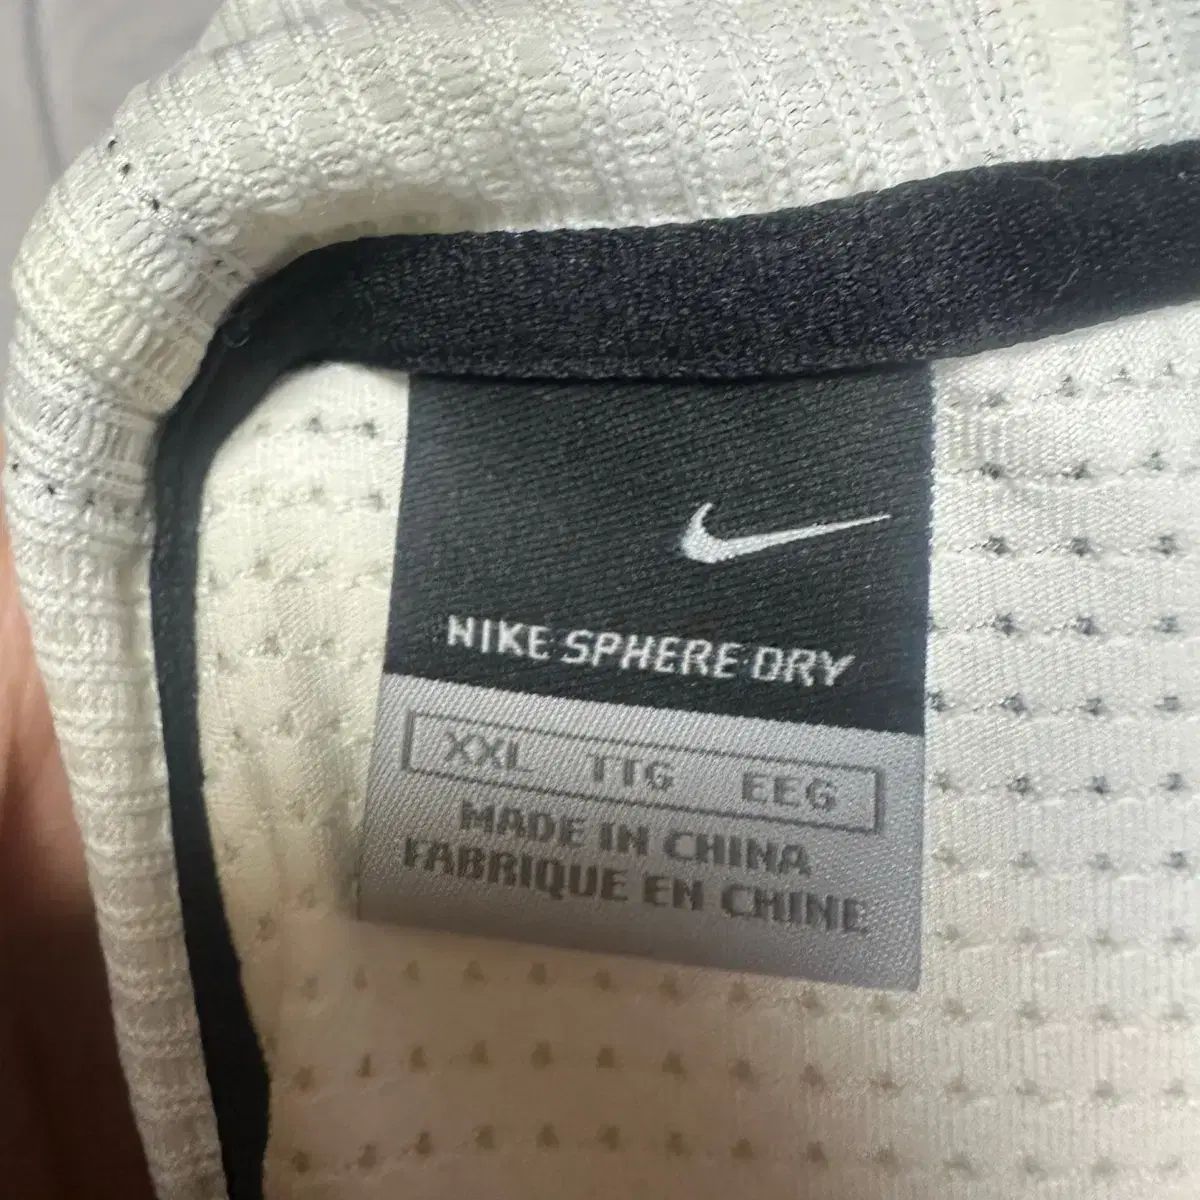 NIKE SPHERE DRY
XXL TTG EEG
MADE IN CHINA
FABRIQUE EN CHINE